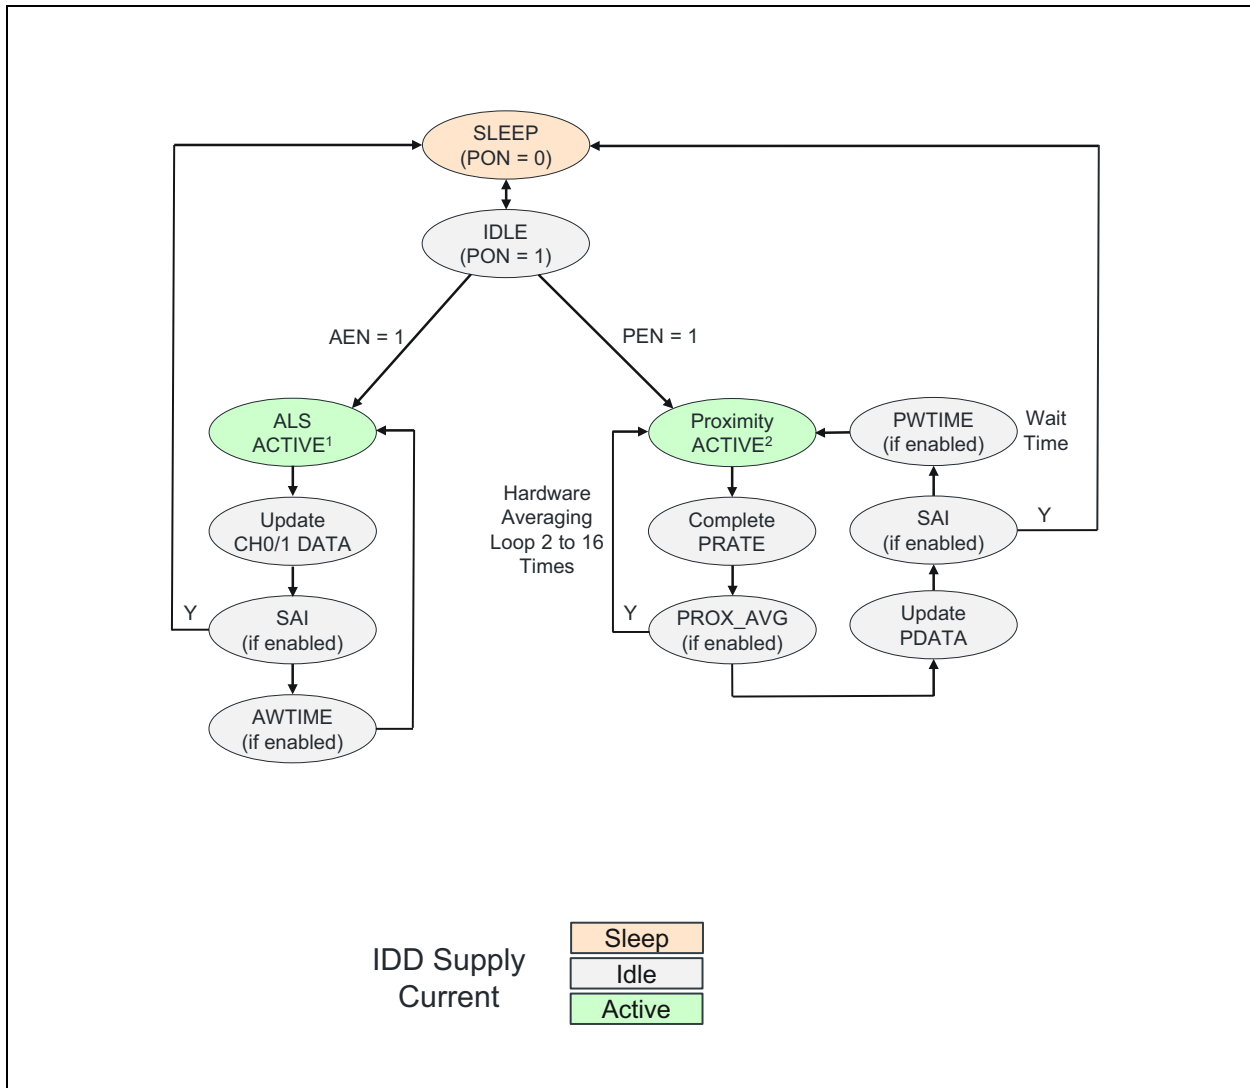 SLEEP
(PON = 0)
IDLE
(PON = 1)
AEN = 1
PEN = 1
ALS
ACTIVE¹
Update
CH0/1 DATA
Y
SAI
(if enabled)
AWTIME
(if enabled)
Hardware
Averaging
Loop 2 to 16
Times
Proximity
ACTIVE²
Complete
PRATE
Y
PROX_AVG
(if enabled)
PWTIME
(if enabled)
Wait
Time
SAI
(if enabled)
Y
Update
PDATA
IDD Supply
Current
Sleep
Idle
Active